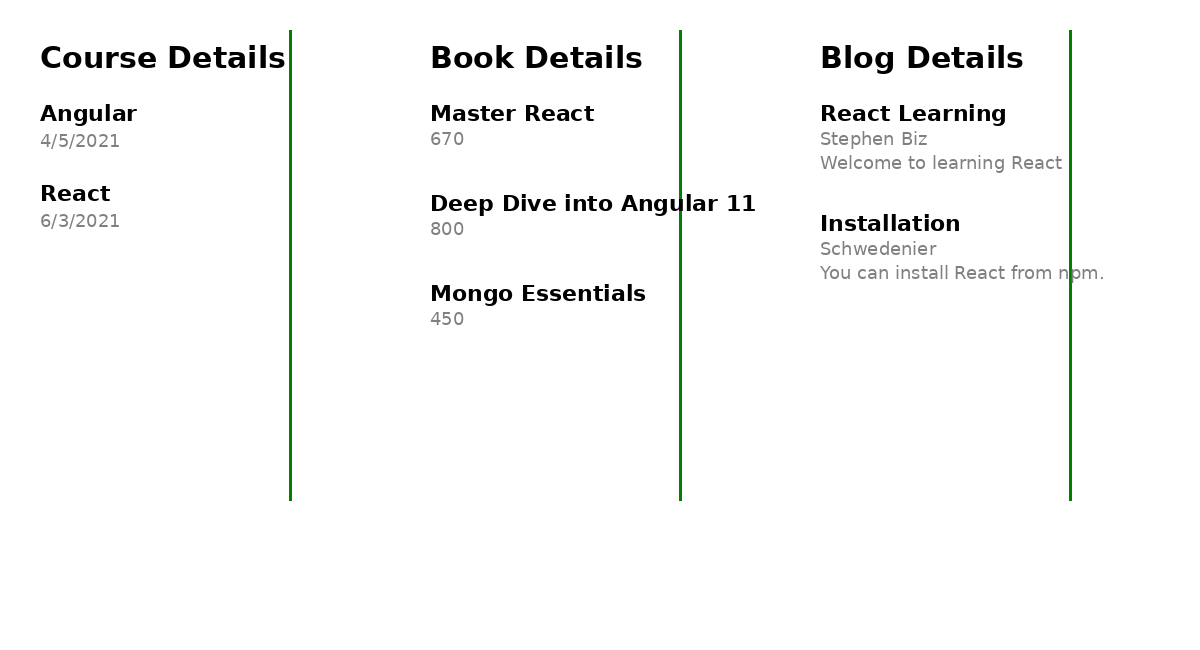 Course Details
Angular
4/5/2021
React
6/3/2021
Book Details
Master React
670
Deep Dive into Angular 11
800
Mongo Essentials
450
Blog Details
React Learning
Stephen Biz
Welcome to learning React
Installation
Schwedenier
You can install React from npm.